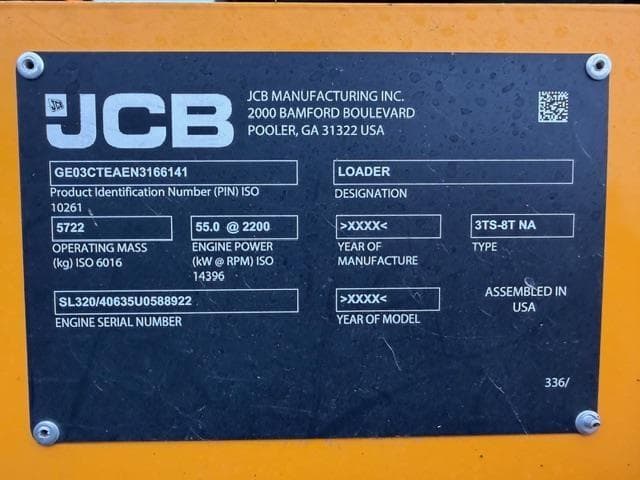 JCB
JCB MANUFACTURING INC.
2000 BAMFORD BOULEVARD
POOLER, GA 31322 USA
GE03CTEAEN3166141
Product Identification Number (PIN) ISO
10261
LOADER
DESIGNATION
5722
OPERATING MASS
(kg) ISO 6016
55.0 @ 2200
ENGINE POWER
(kW @ RPM) ISO
14396
>XXXX<
YEAR OF
MANUFACTURE
3TS-8T NA
TYPE
SL320/40635U0588922
ENGINE SERIAL NUMBER
>XXXX<
YEAR OF MODEL
ASSEMBLED IN
USA
336/